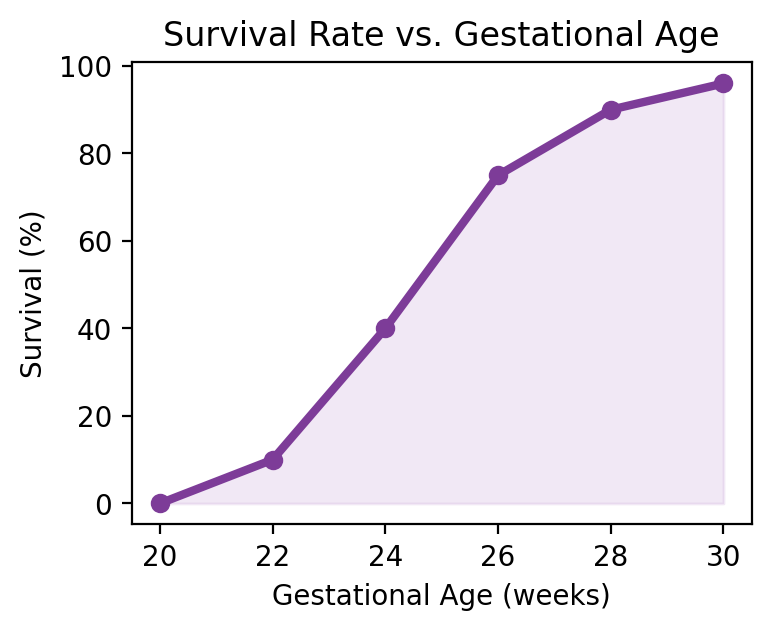 Survival Rate vs. Gestational Age
100
80
60
40
20
0
Survival (%)
20 22 24 26 28 30
Gestational Age (weeks)